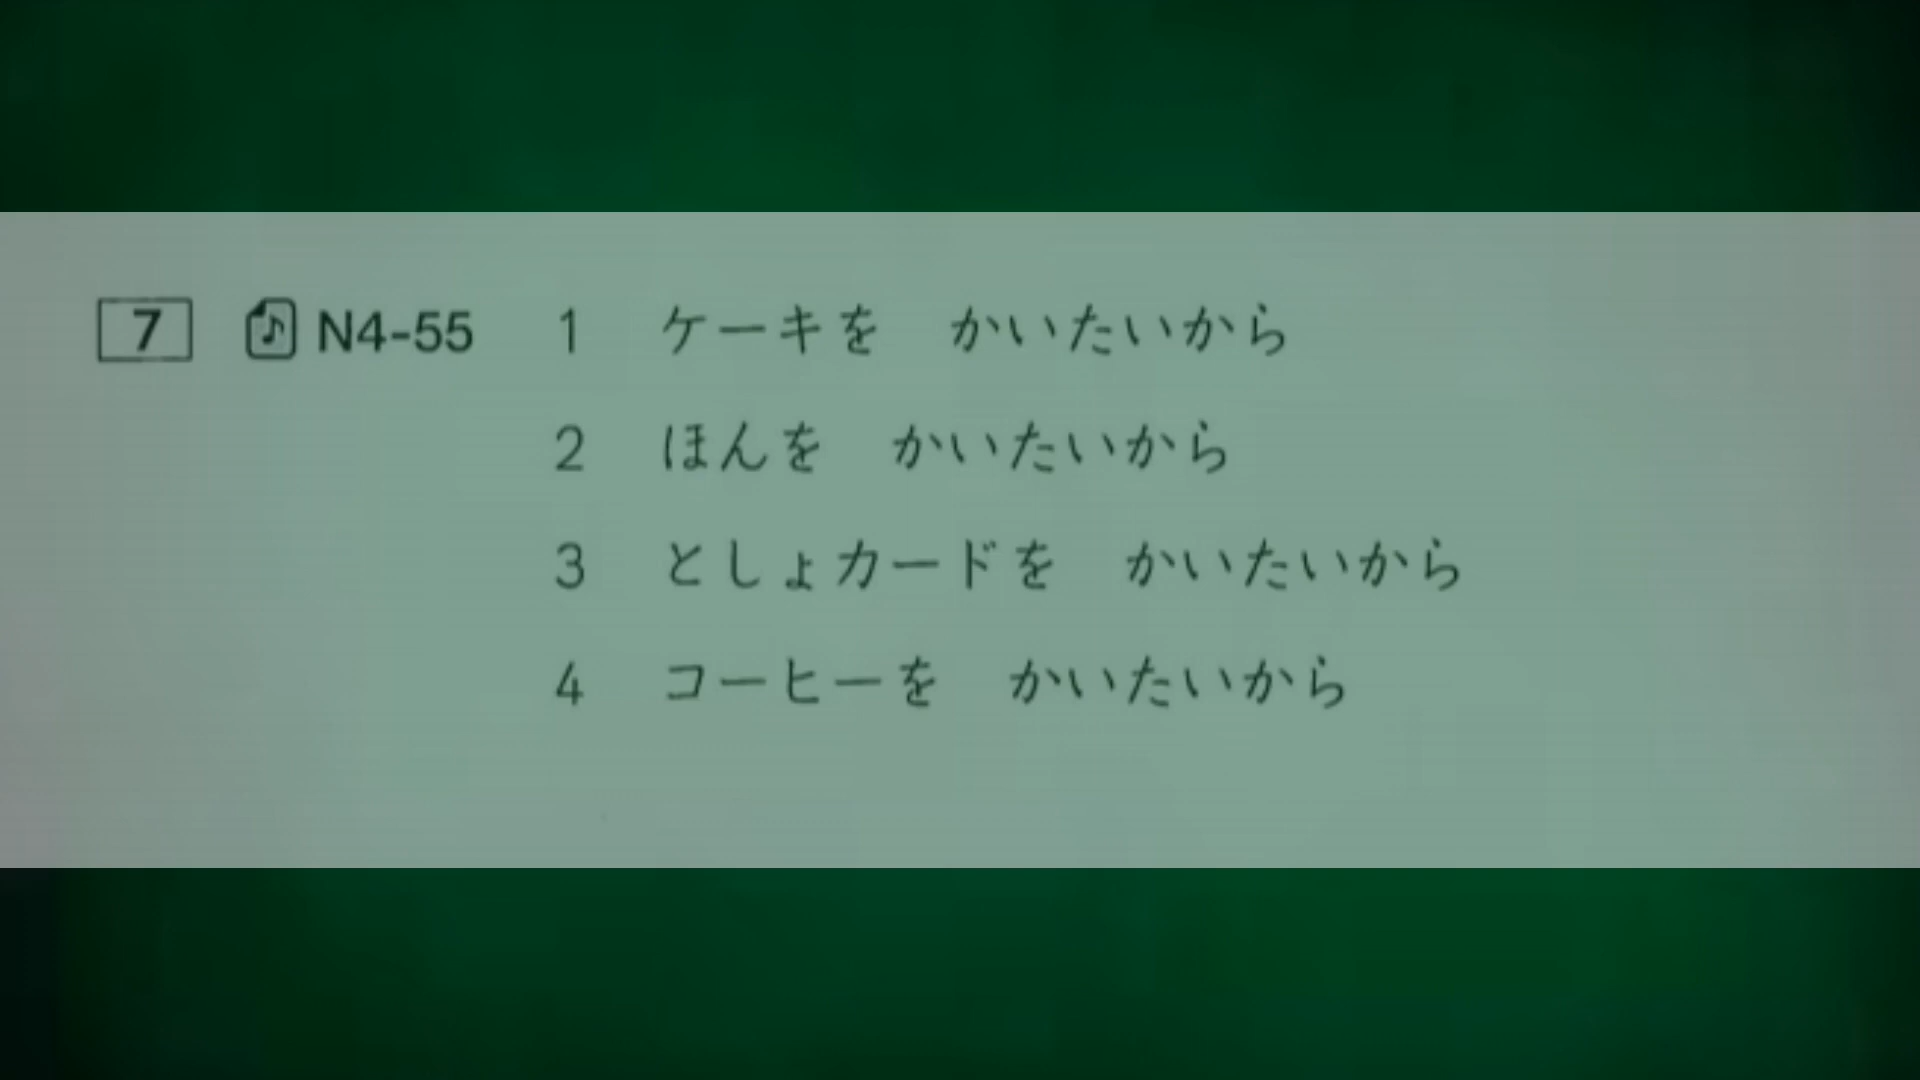 7 N4-55 1 ケーキを かいたいから
2 ほんを かいたいから
3 としょカードを かいたいから
4 コーヒーを かいたいから